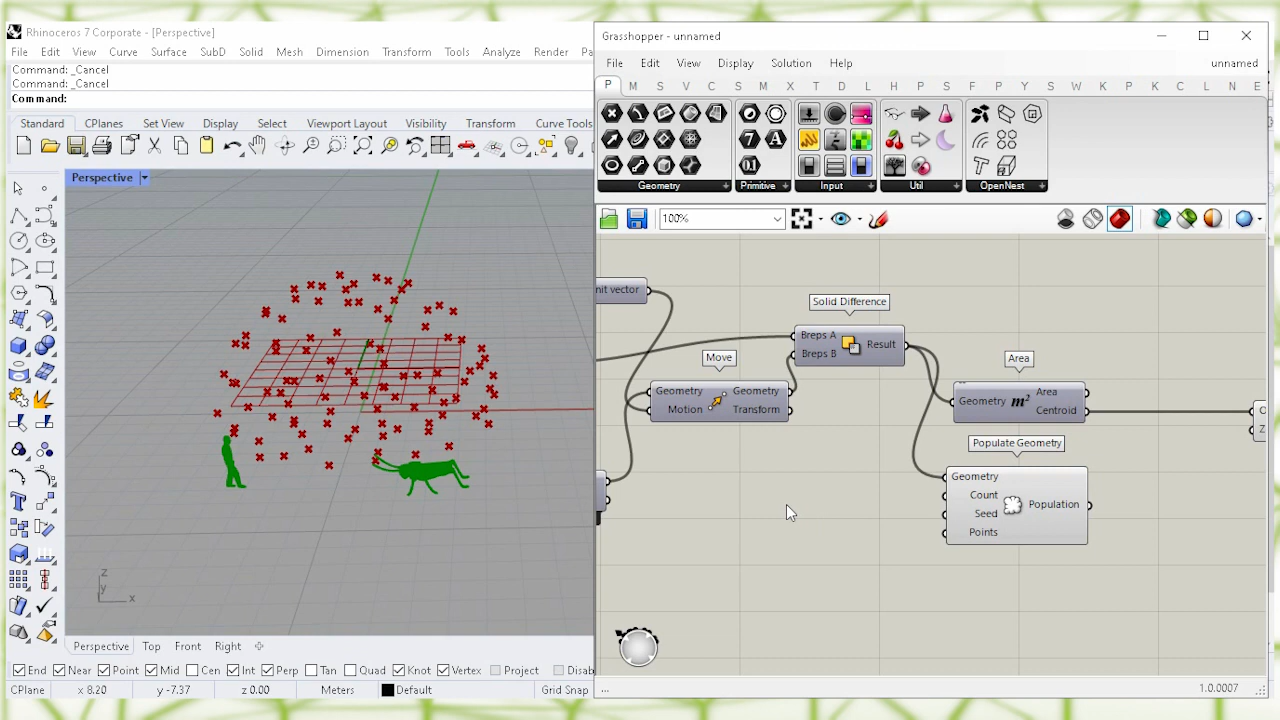 Rhinoceros 7 Corporate - [Perspective]
File Edit View Curve Surface SubD Solid Mesh Dimension Transform Tools Analyze Render Pa
Command: _Cancel
Command: _Cancel
Command:
Standard CPlanes Set View Display Select Viewport Layout Visibility Transform Curve Tools
Perspective
z
y
x
Perspective Top Front Right
End Near Point Mid Cen Int Perp Tan Quad Knot Vertex Project Disab
CPlane x 8.20 y -7.37 z 0.00 Meters Default Grid Snap
Grasshopper - unnamed
File Edit View Display Solution Help unnamed
P M S V C S M X T D L H P S M K A S W K P K L N E
Geometry Primitive Input Util OpenNest
100%
nit vector
Solid Difference
Breps A
Breps B
Result
Move
Geometry Geometry
Motion Transform
Area
Geometry
m²
Area
Centroid
Populate Geometry
Geometry
Count
Seed
Points
Population
...
1.0.0007